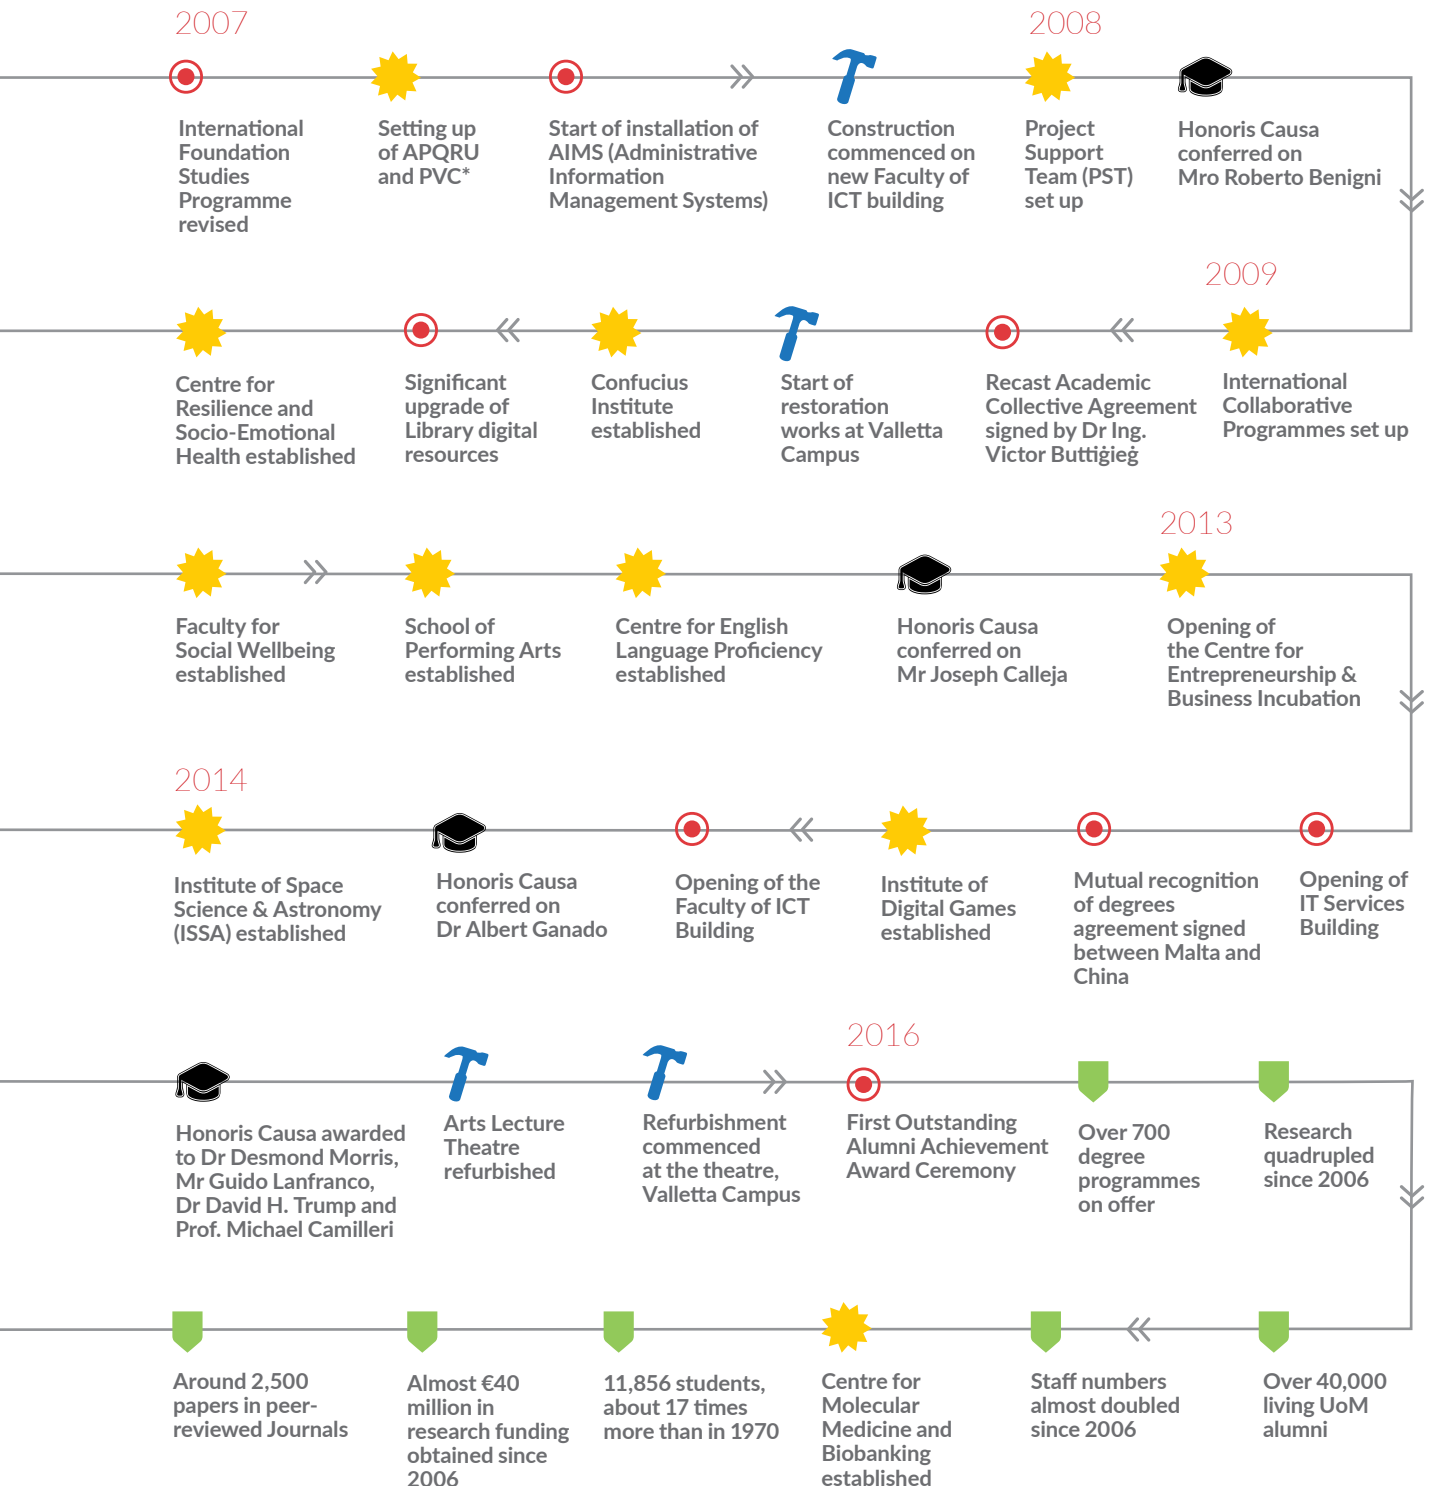 2007
2008
International
Foundation
Studies
Programme
revised
Setting up
of APQRU
and PVC*
Start of installation of
AIMS (Administrative
Information
Management Systems)
Construction
commenced on
new Faculty of
ICT building
Project
Support
Team (PST)
set up
Honoris Causa
conferred on
Mro Roberto Benigni
2009
Centre for
Resilience and
Socio-Emotional
Health established
Significant
upgrade of
Library digital
resources
Confucius
Institute
established
Start of
restoration
works at Valletta
Campus
Recast Academic
Collective Agreement
signed by Dr Ing.
Victor Buttiġieġ
International
Collaborative
Programmes set up
2013
Faculty for
Social Wellbeing
established
School of
Performing Arts
established
Centre for English
Language Proficiency
established
Honoris Causa
conferred on
Mr Joseph Calleja
Opening of
the Centre for
Entrepreneurship &
Business Incubation
2014
Institute of Space
Science & Astronomy
(ISSA) established
Honoris Causa
conferred on
Dr Albert Ganado
Opening of the
Faculty of ICT
Building
Institute of
Digital Games
established
Mutual recognition
of degrees
agreement signed
between Malta and
China
Opening of
IT Services
Building
2016
Honoris Causa awarded
to Dr Desmond Morris,
Mr Guido Lanfranco,
Dr David H. Trump and
Prof. Michael Camilleri
Arts Lecture
Theatre
refurbished
Refurbishment
commenced
at the theatre,
Valletta Campus
First Outstanding
Alumni Achievement
Award Ceremony
Over 700
degree
programmes
on offer
Research
quadrupled
since 2006
Around 2,500
papers in peer-
reviewed Journals
Almost €40
million in
research funding
obtained since
2006
11,856 students,
about 17 times
more than in 1970
Centre for
Molecular
Medicine and
Biobanking
established
Staff numbers
almost doubled
since 2006
Over 40,000
living UoM
alumni